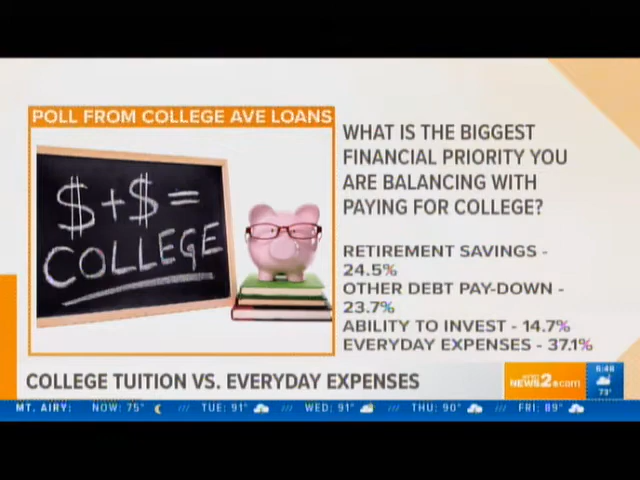 POLL FROM COLLEGE AVE LOANS
$+$=
COLLEGE
WHAT IS THE BIGGEST
FINANCIAL PRIORITY YOU
ARE BALANCING WITH
PAYING FOR COLLEGE?
RETIREMENT SAVINGS -
24.5%
OTHER DEBT PAY-DOWN -
23.7%
ABILITY TO INVEST - 14.7%
EVERYDAY EXPENSES - 37.1%
COLLEGE TUITION VS. EVERYDAY EXPENSES
NEWS2.com
6:46
73°
MT. AIRY: NOW: 75° /// TUE: 91° /// WED: 91° /// THU: 90° /// FRI: 89°